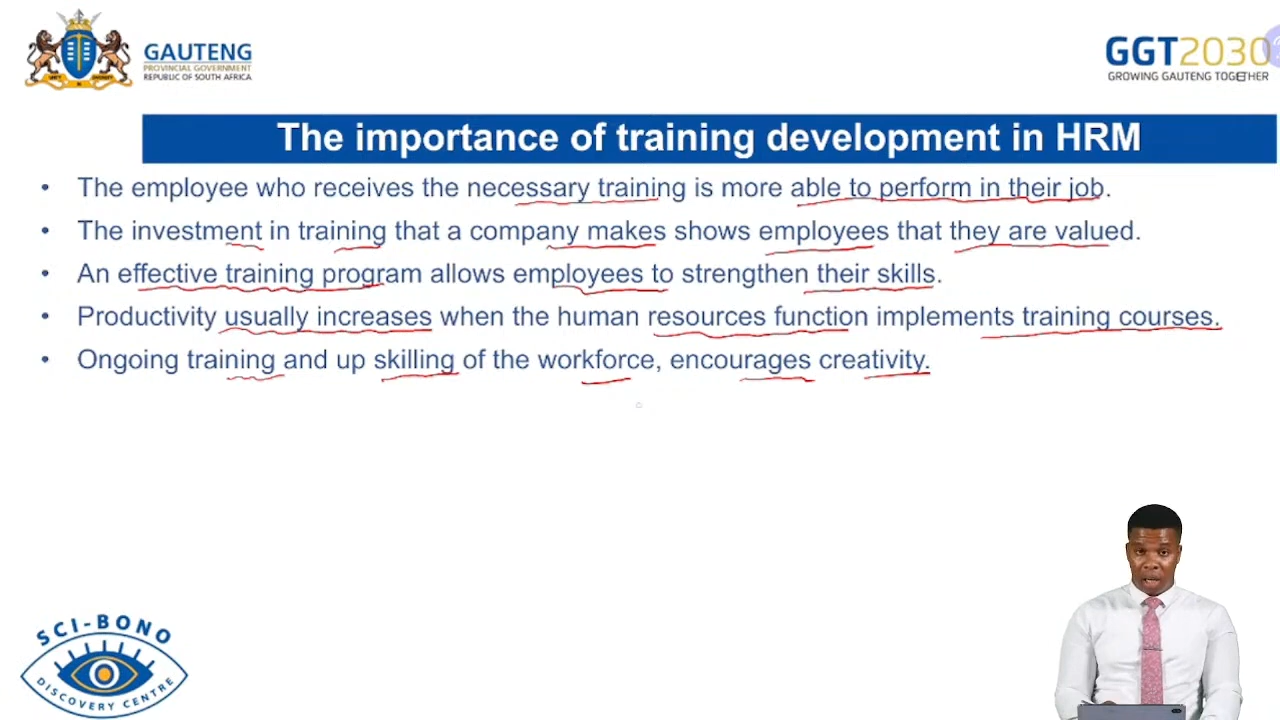 GAUTENG
PROVINCIAL GOVERNMENT
REPUBLIC OF SOUTH AFRICA
GGT2030
GROWING GAUTENG TOGETHER
The importance of training development in HRM
• The employee who receives the necessary training is more able to perform in their job.
• The investment in training that a company makes shows employees that they are valued.
• An effective training program allows employees to strengthen their skills.
• Productivity usually increases when the human resources function implements training courses.
• Ongoing training and up skilling of the workforce, encourages creativity.
SCI-BONO
DISCOVERY CENTRE